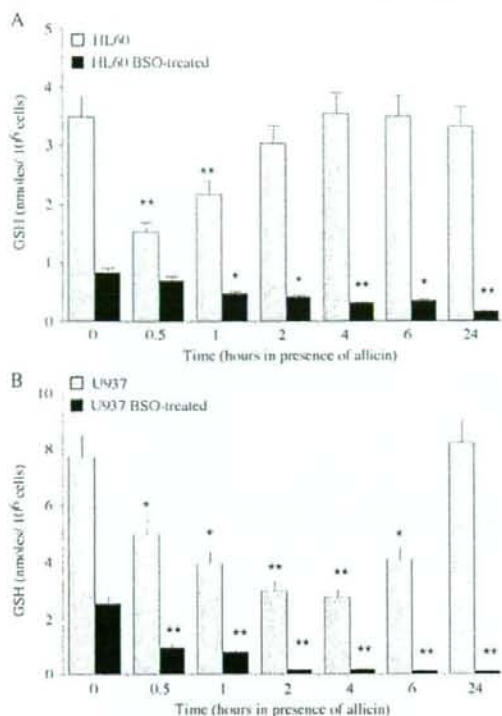 A
HL60
HL60 BSO-treated
GSH (nmoles/ 10⁶ cells)
5
4
3
2
1
0
** ** * * ** * **
0 0.5 1 2 4 6 24
Time (hours in presence of allicin)
B
U937
U937 BSO-treated
GSH (nmoles/ 10⁶ cells)
10
8
6
4
2
0
* ** * ** ** ** ** ** * ** **
0 0.5 1 2 4 6 24
Time (hours in presence of allicin)